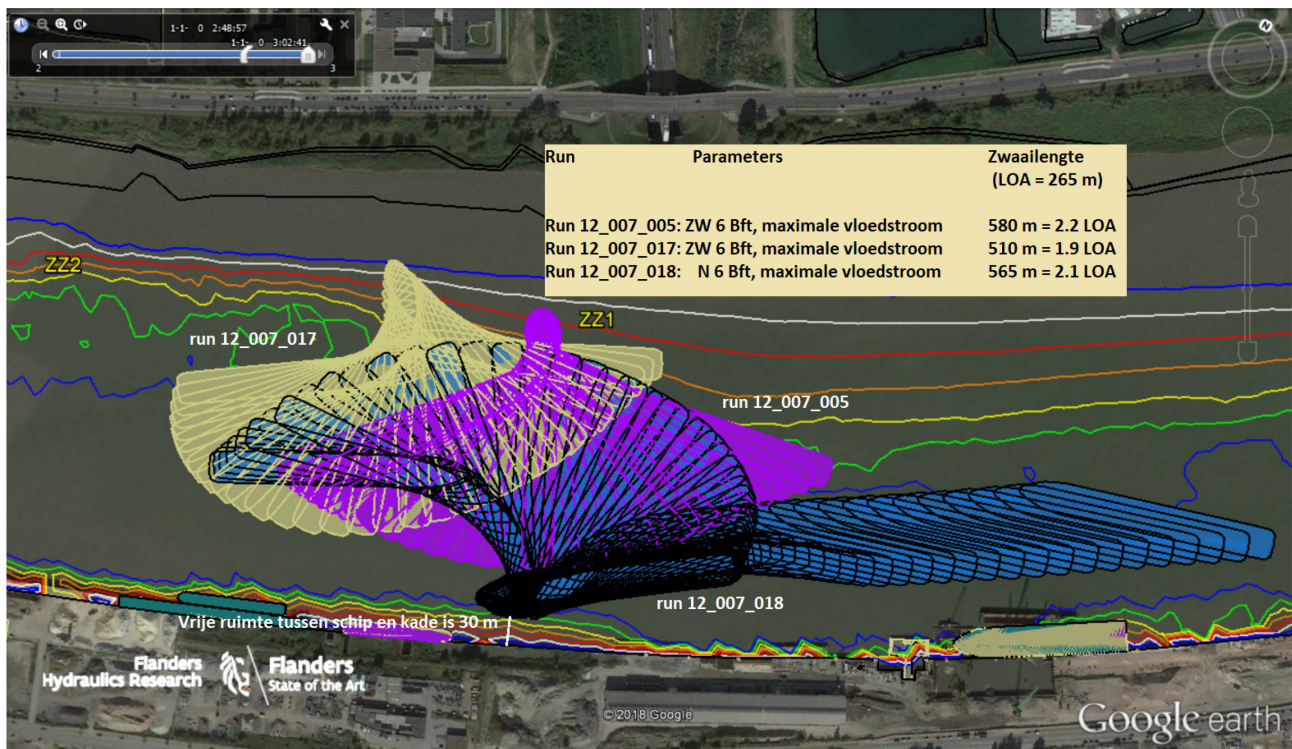 1-1- 0 2:48:57
1-1- 0 3:02:41
2 3
N
Run Parameters Zwaailengte
(LOA = 265 m)
Run 12_007_005: ZW 6 Bft, maximale vloedstroom 580 m = 2.2 LOA
Run 12_007_017: ZW 6 Bft, maximale vloedstroom 510 m = 1.9 LOA
Run 12_007_018: N 6 Bft, maximale vloedstroom 565 m = 2.1 LOA
ZZ2
ZZ1
run 12_007_017
run 12_007_005
run 12_007_018
Vrije ruimte tussen schip en kade is 30 m
Flanders
Hydraulics Research
Flanders
State of the Art
© 2018 Google
Google earth